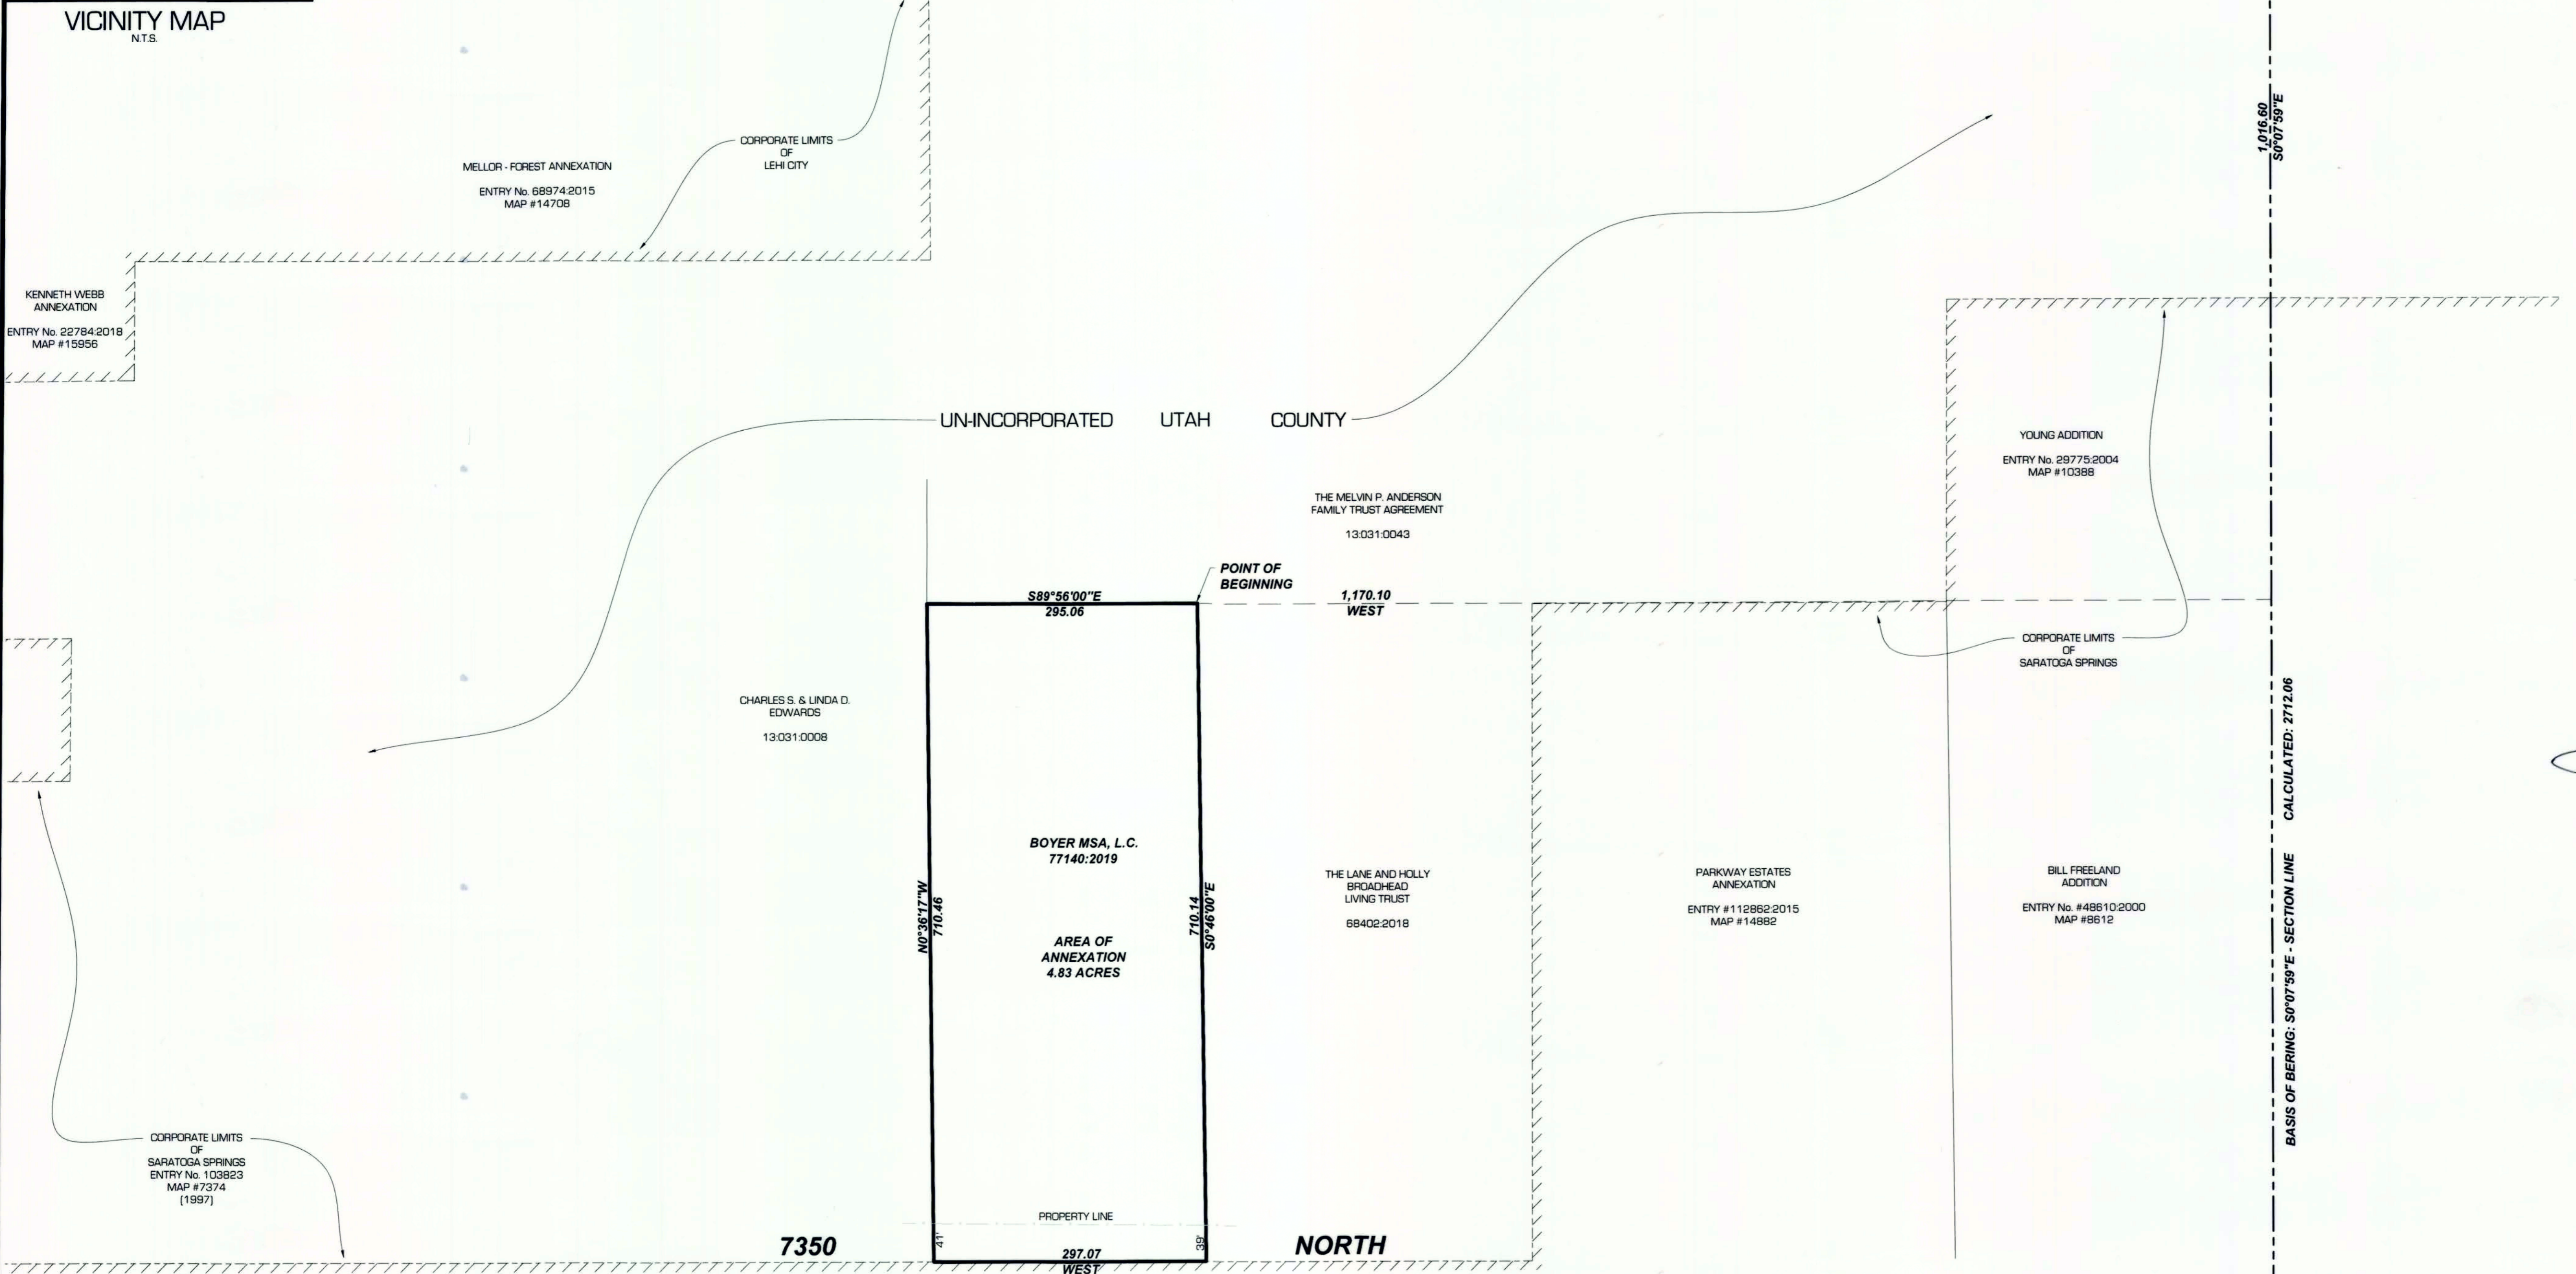 VICINITY MAP
N.T.S.
CORPORATE LIMITS
OF
LEHI CITY
MELLOR - FOREST ANNEXATION
ENTRY No. 68974:2015
MAP #14708
1,016.60
S0°07'59"E
KENNETH WEBB
ANNEXATION
ENTRY No. 22784:2018
MAP #15956
UN-INCORPORATED UTAH COUNTY
YOUNG ADDITION
ENTRY No. 29775:2004
MAP #10388
THE MELVIN P. ANDERSON
FAMILY TRUST AGREEMENT
13:031:0043
POINT OF
BEGINNING
S89°56'00"E
295.06
1,170.10
WEST
CORPORATE LIMITS
OF
SARATOGA SPRINGS
CHARLES S. & LINDA D.
EDWARDS
13:031:0008
BOYER MSA, L.C.
77140:2019
N0°36'17"W
710.46
710.14
S0°46'00"E
AREA OF
ANNEXATION
4.83 ACRES
THE LANE AND HOLLY
BROADHEAD
LIVING TRUST
68402:2018
PARKWAY ESTATES
ANNEXATION
ENTRY #112862:2015
MAP #14882
BILL FREELAND
ADDITION
ENTRY No. #48610:2000
MAP #8612
BASIS OF BERING: S0°07'59"E - SECTION LINE CALCULATED: 2712.06
CORPORATE LIMITS
OF
SARATOGA SPRINGS
ENTRY No. 103823
MAP #7374
(1997)
PROPERTY LINE
41'
39'
7350 NORTH
297.07
WEST